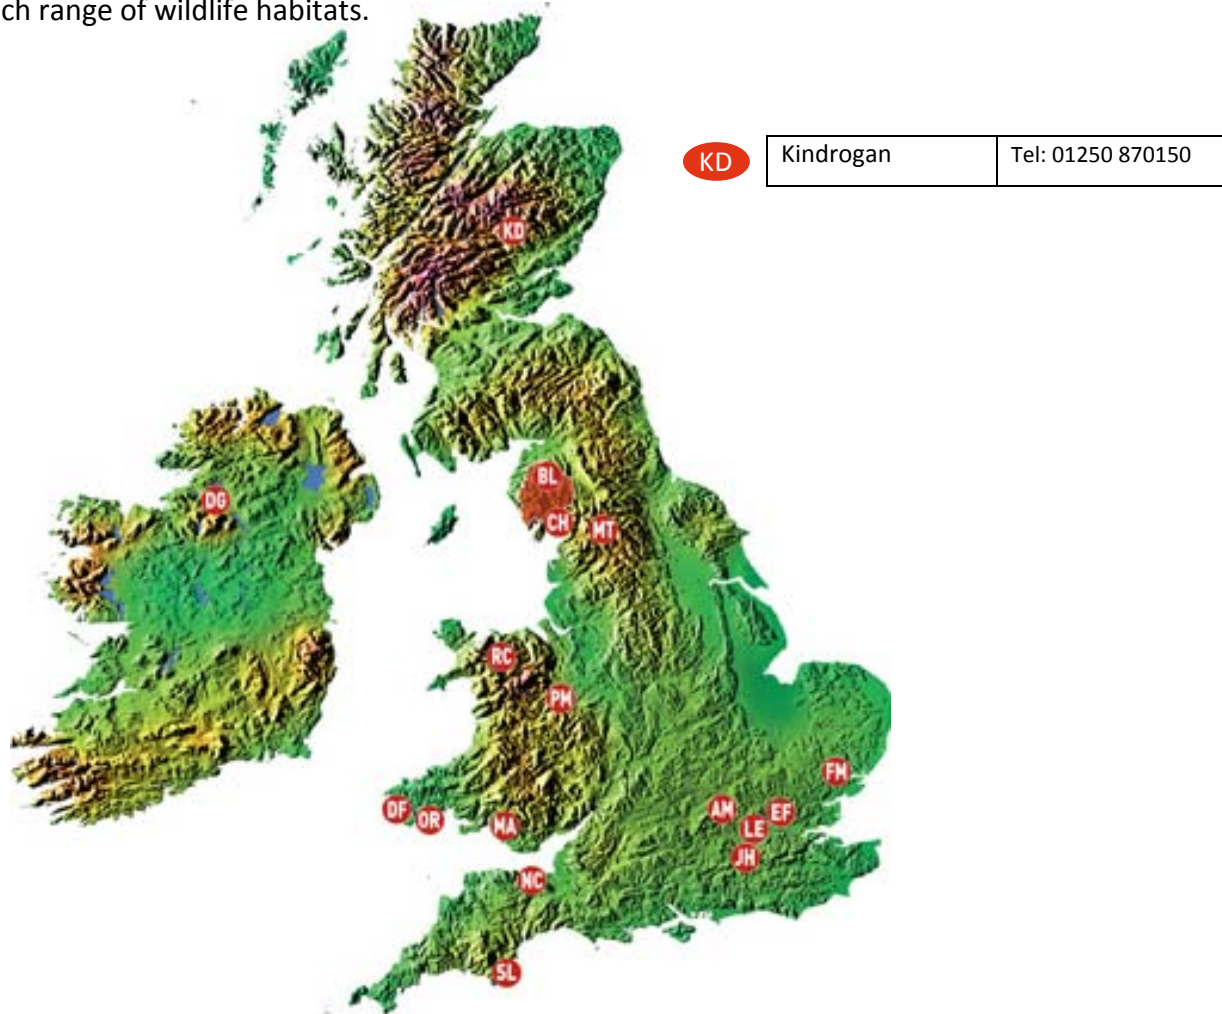 ch range of wildlife habitats.
KD
Kindrogan
Tel: 01250 870150
KD
BL
DG
CH
MT
RC
PM
FM
DF
OR
MA
AM
EF
LE
JH
NC
SL